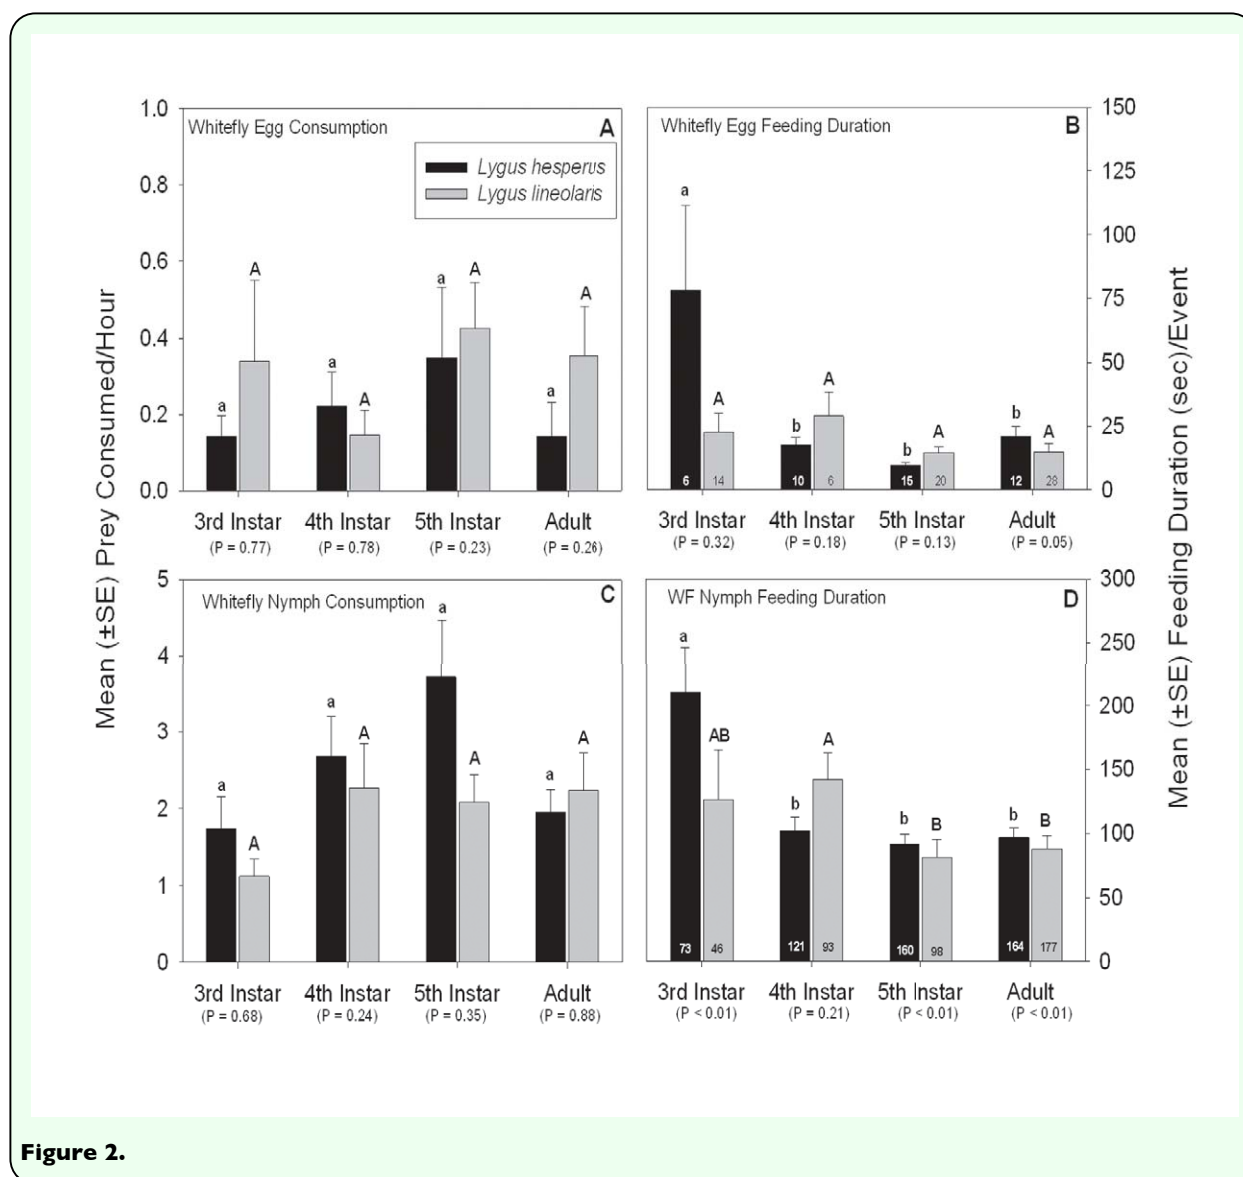 Mean (±SE) Prey Consumed/Hour
1.0
0.8
0.6
0.4
0.2
0.0
Whitefly Egg Consumption A
Lygus hesperus
Lygus lineolaris
a A a A a A a A
3rd Instar 4th Instar 5th Instar Adult
(P = 0.77) (P = 0.78) (P = 0.23) (P = 0.26)
Whitefly Egg Feeding Duration B
150
125
100
75
50
25
0
a A b A b A b A
6 14 10 6 15 20 12 28
3rd Instar 4th Instar 5th Instar Adult
(P = 0.32) (P = 0.18) (P = 0.13) (P = 0.05)
Mean (±SE) Feeding Duration (sec)/Event
5
4
3
2
1
0
Whitefly Nymph Consumption C
a A a A a A a A
3rd Instar 4th Instar 5th Instar Adult
(P = 0.68) (P = 0.24) (P = 0.35) (P = 0.88)
WF Nymph Feeding Duration D
300
250
200
150
100
50
0
a AB b A b B b B
73 46 121 93 160 98 164 177
3rd Instar 4th Instar 5th Instar Adult
(P < 0.01) (P = 0.21) (P < 0.01) (P < 0.01)
Figure 2.